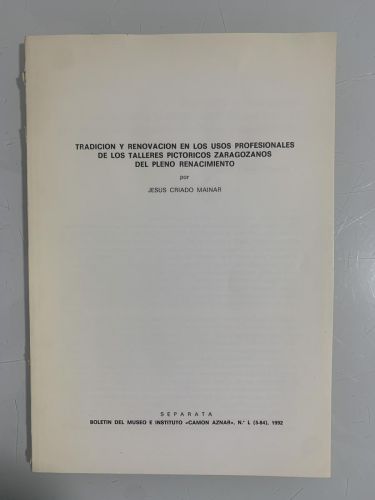 TRADICION Y RENOVACION EN LOS USOS PROFESIONALES
DE LOS TALLERES PICTORICOS ZARAGOZANOS
DEL PLENO RENACIMIENTO
por
JESUS CRIADO MAINAR
SEPARATA
BOLETIN DEL MUSEO E INSTITUTO «CAMON AZNAR», N.º L (5-84), 1992